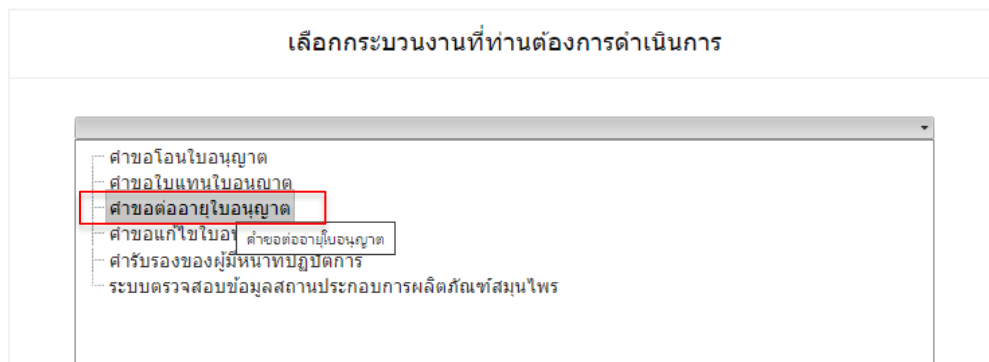 เลือกกระบวนงานที่ท่านต้องการดำเนินการ
คำขอโอนใบอนุญาต
คำขอใบแทนใบอนุญาต
คำขอต่ออายุใบอนุญาต
คำขอแก้ไขใบอ
คำขอต่ออายุใบอนุญาต
คำรับรองของผู้มีหน้าที่ปฏิบัติการ
ระบบตรวจสอบข้อมูลสถานประกอบการผลิตภัณฑ์สมุนไพร